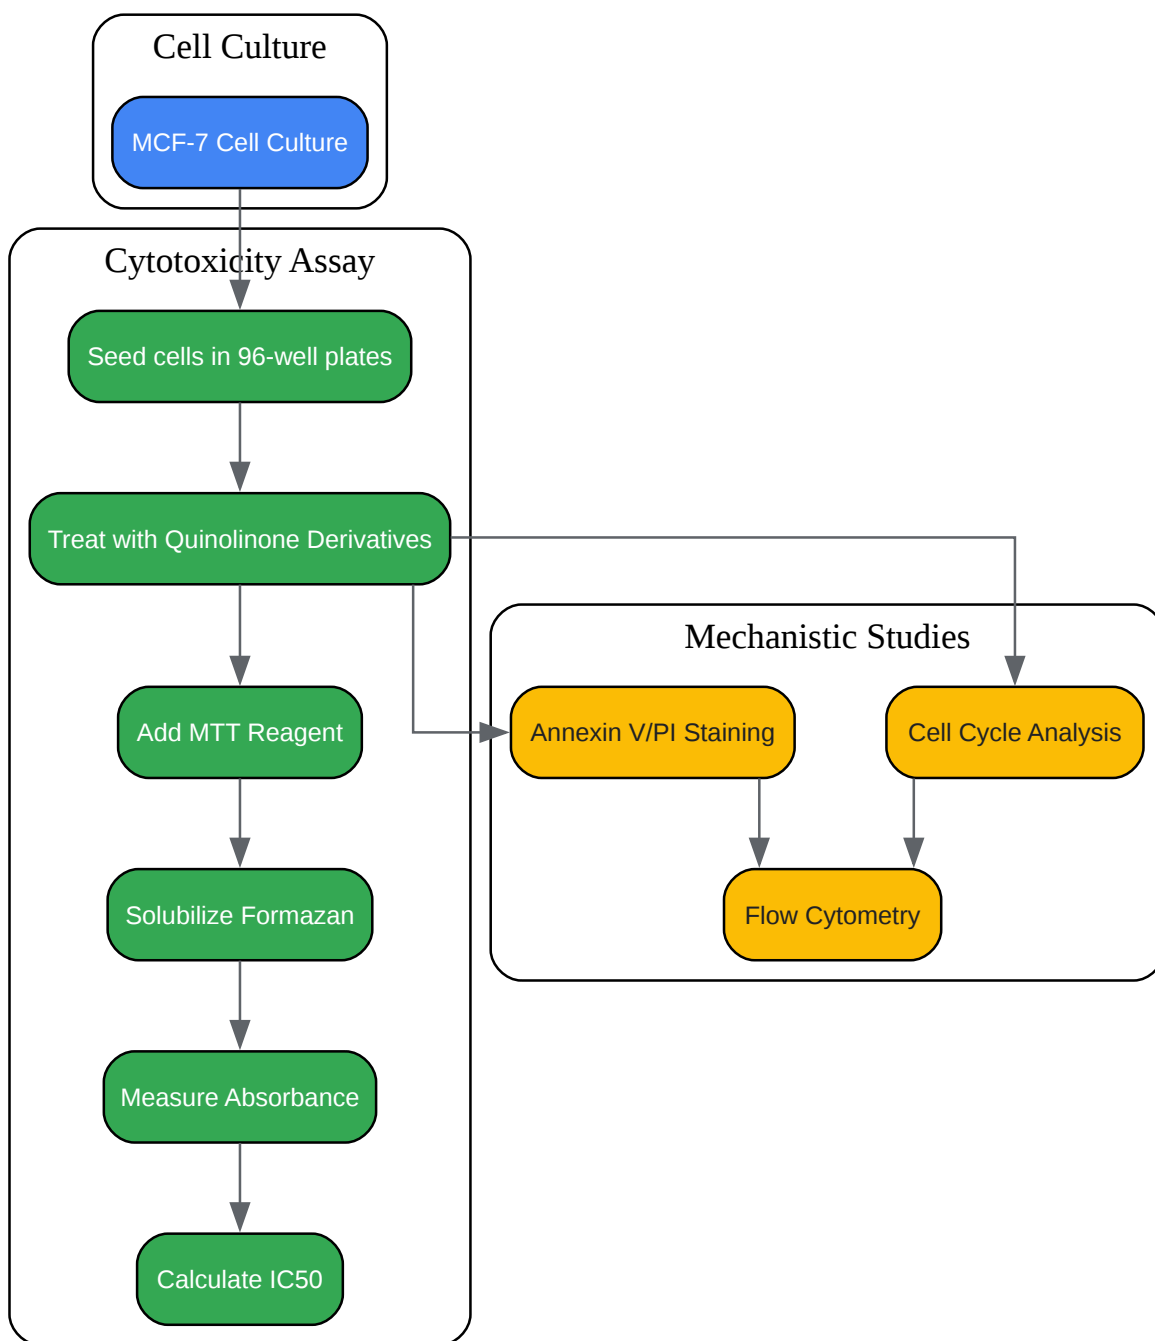 Cell Culture
MCF-7 Cell Culture
Cytotoxicity Assay
Seed cells in 96-well plates
Treat with Quinolinone Derivatives
Mechanistic Studies
Add MTT Reagent
Annexin V/PI Staining
Cell Cycle Analysis
Solubilize Formazan
Flow Cytometry
Measure Absorbance
Calculate IC50